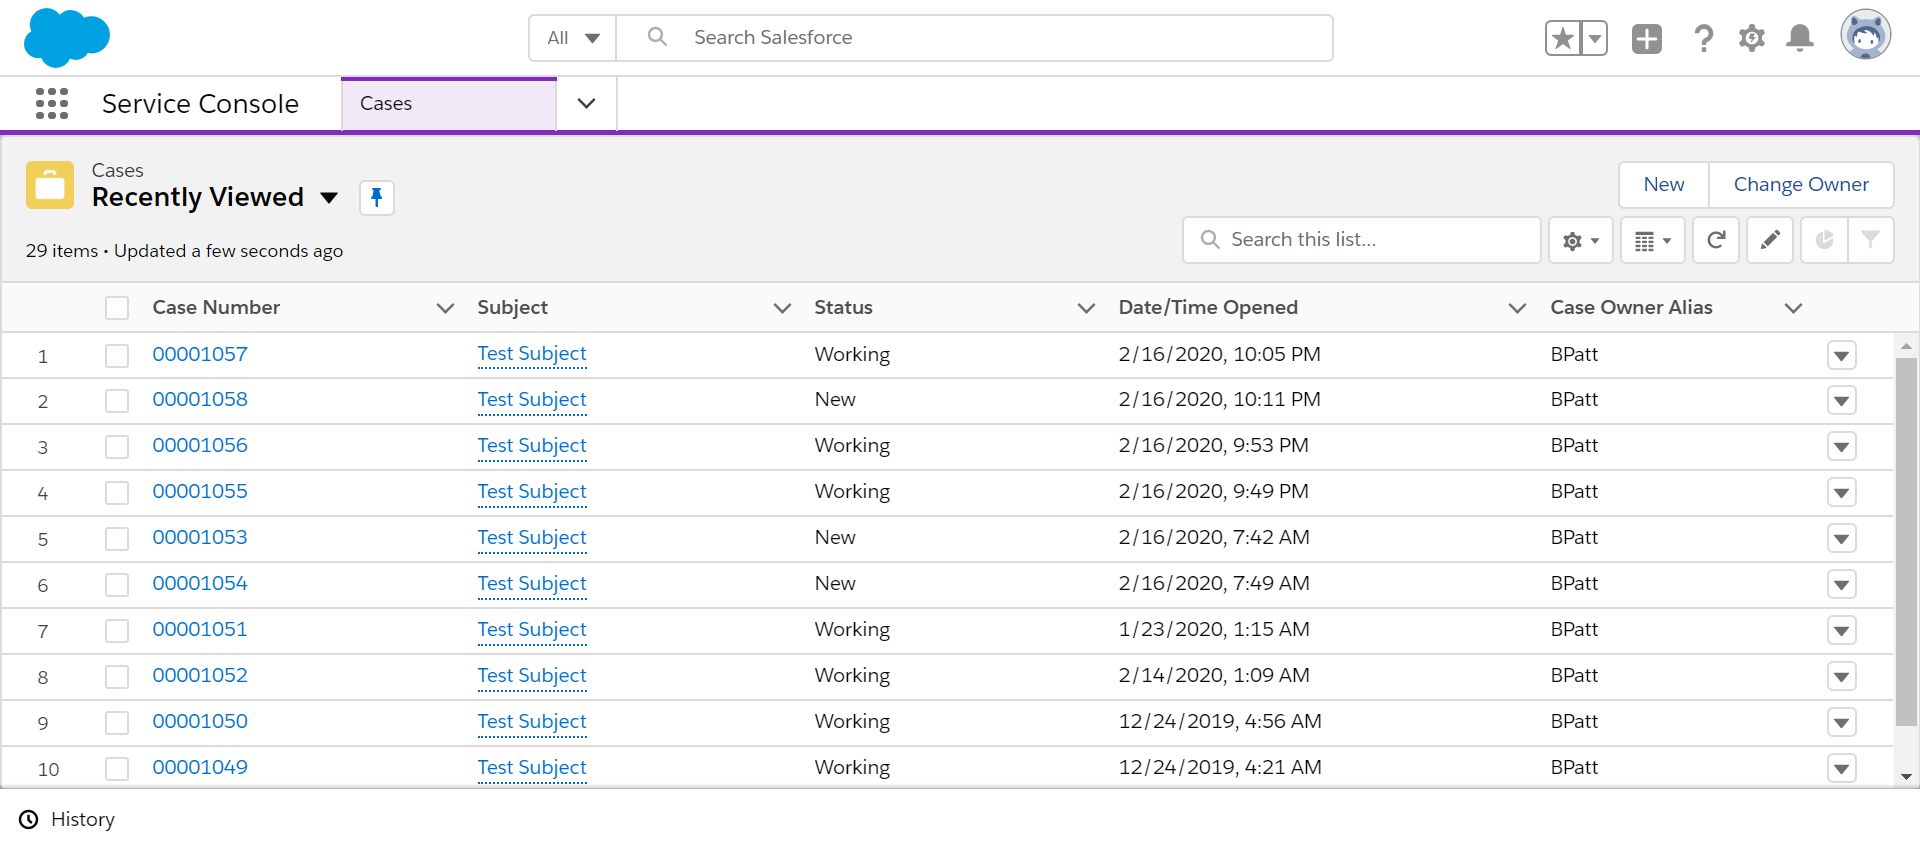 All Search Salesforce
Service Console Cases
Cases
Recently Viewed
New Change Owner
29 items • Updated a few seconds ago
Search this list...
Case Number Subject Status Date/Time Opened Case Owner Alias
1 00001057 Test Subject Working 2/16/2020, 10:05 PM BPatt
2 00001058 Test Subject New 2/16/2020, 10:11 PM BPatt
3 00001056 Test Subject Working 2/16/2020, 9:53 PM BPatt
4 00001055 Test Subject Working 2/16/2020, 9:49 PM BPatt
5 00001053 Test Subject New 2/16/2020, 7:42 AM BPatt
6 00001054 Test Subject New 2/16/2020, 7:49 AM BPatt
7 00001051 Test Subject Working 1/23/2020, 1:15 AM BPatt
8 00001052 Test Subject Working 2/14/2020, 1:09 AM BPatt
9 00001050 Test Subject Working 12/24/2019, 4:56 AM BPatt
10 00001049 Test Subject Working 12/24/2019, 4:21 AM BPatt
History